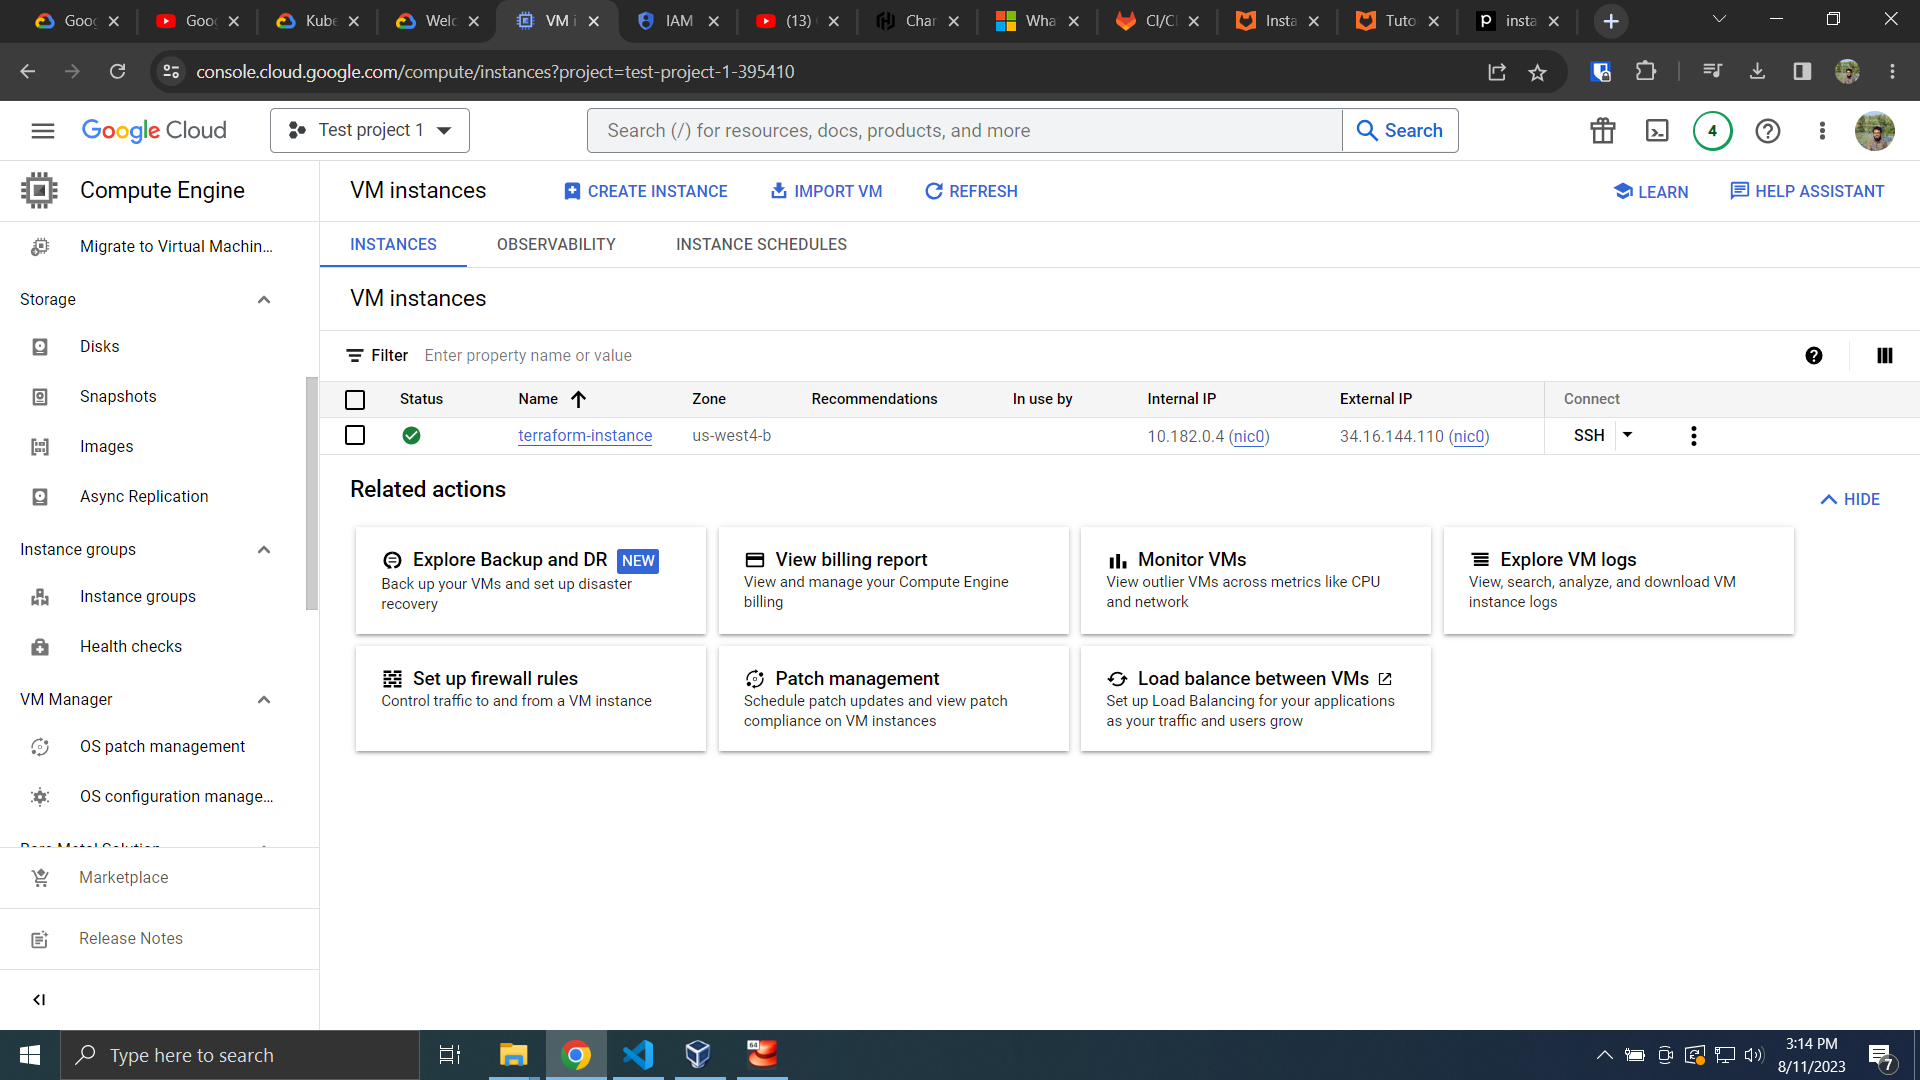 Goog
Goo
Kube
Welc
VM i
IAM
(13)
Char
Wha
CI/C
Insta
Tuto
insta
console.cloud.google.com/compute/instances?project=test-project-1-395410
Google Cloud
Test project 1
Search (/) for resources, docs, products, and more
Search
4
Compute Engine
VM instances
CREATE INSTANCE
IMPORT VM
REFRESH
LEARN
HELP ASSISTANT
Migrate to Virtual Machin...
Storage
Disks
Snapshots
Images
Async Replication
Instance groups
Instance groups
Health checks
VM Manager
OS patch management
OS configuration manage...
Bare Metal Solution
Marketplace
Release Notes
INSTANCES OBSERVABILITY INSTANCE SCHEDULES
VM instances
Filter Enter property name or value
Status Name Zone Recommendations In use by Internal IP External IP Connect
terraform-instance us-west4-b 10.182.0.4 (nic0) 34.16.144.110 (nic0) SSH
Related actions
HIDE
Explore Backup and DR NEW
Back up your VMs and set up disaster
recovery
View billing report
View and manage your Compute Engine
billing
Monitor VMs
View outlier VMs across metrics like CPU
and network
Explore VM logs
View, search, analyze, and download VM
instance logs
Set up firewall rules
Control traffic to and from a VM instance
Patch management
Schedule patch updates and view patch
compliance on VM instances
Load balance between VMs
Set up Load Balancing for your applications
as your traffic and users grow
Type here to search
64
3:14 PM
8/11/2023
7